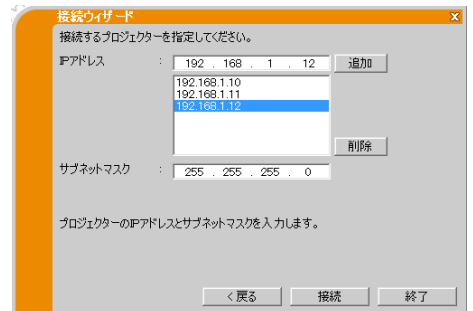 接続ウィザード
接続するプロジェクターを指定してください。
IPアドレス : 192 . 168 . 1 . 12 追加
192.168.1.10
192.168.1.11
192.168.1.12
削除
サブネットマスク : 255 . 255 . 255 . 0
プロジェクターのIPアドレスとサブネットマスクを入力します。
<戻る 接続 終了